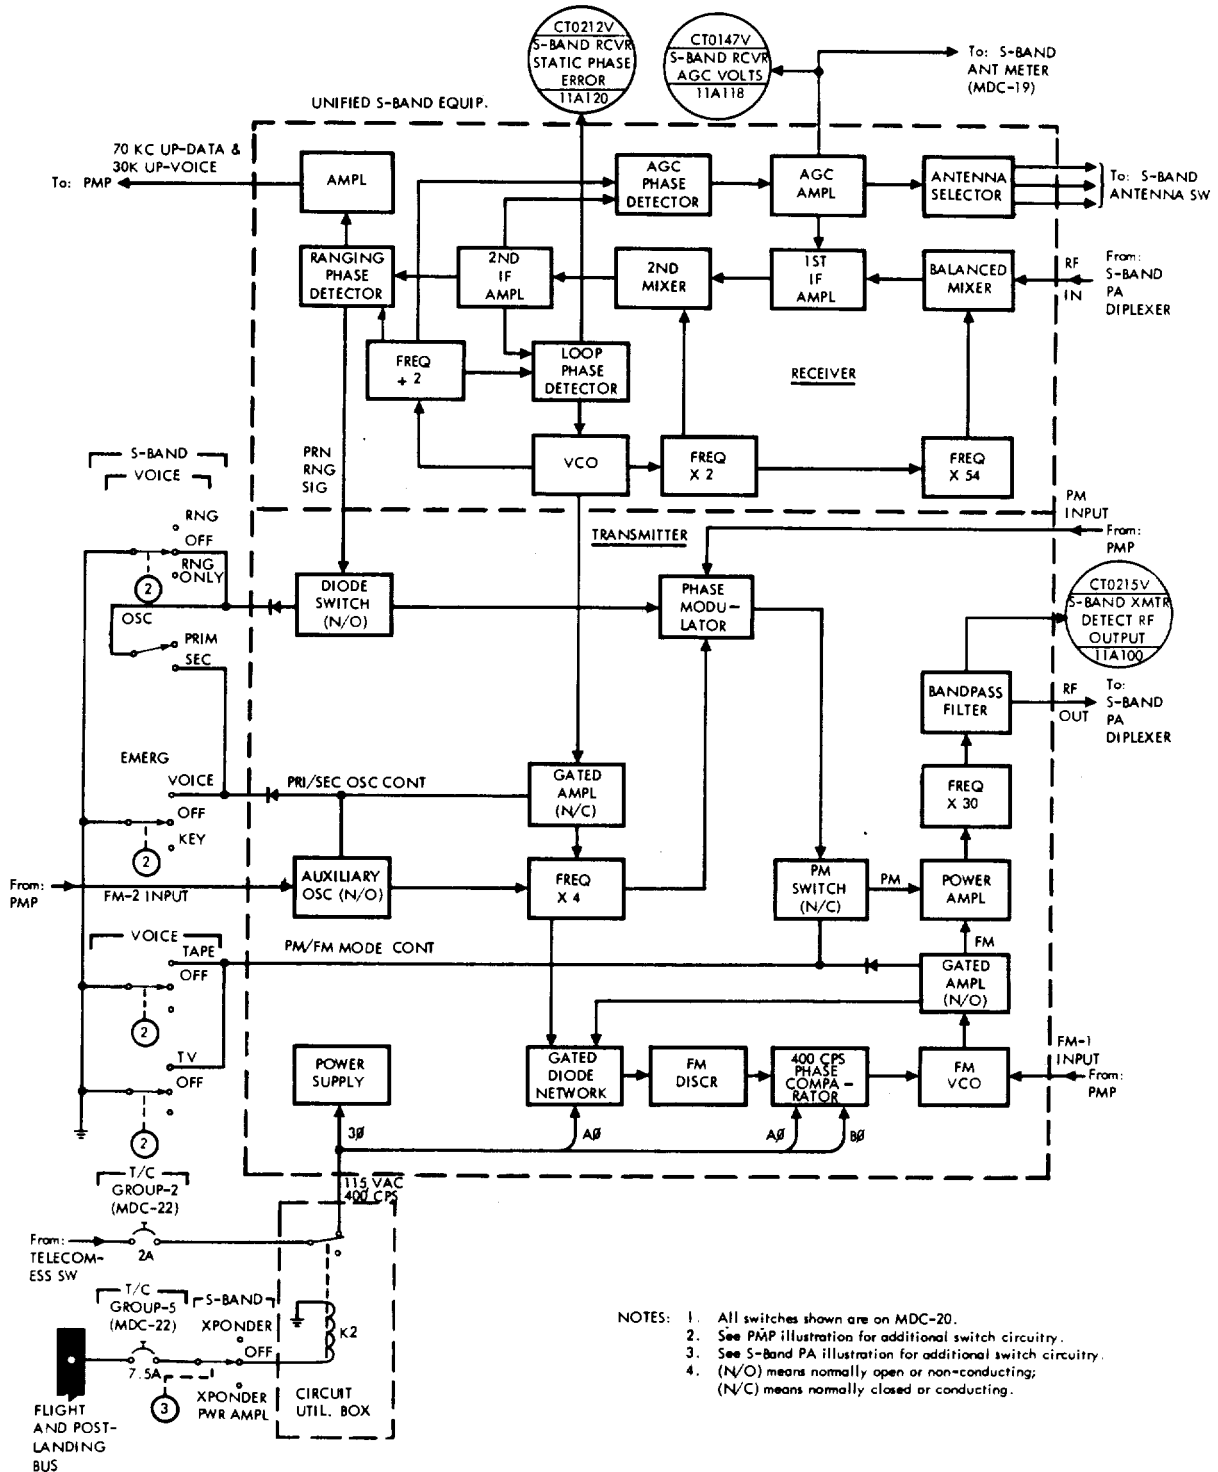 CT0212V
S-BAND RCVR
STATIC PHASE
ERROR
11A120
CT0147V
S-BAND RCVR
AGC VOLTS
11A118
To: S-BAND
ANT METER
(MDC-19)
UNIFIED S-BAND EQUIP.
70 KC UP-DATA &
30K UP-VOICE
To: PMP
AMPL
AGC
PHASE
DETECTOR
AGC
AMPL
ANTENNA
SELECTOR
To: S-BAND
ANTENNA SW
RANGING
PHASE
DETECTOR
2ND
IF
AMPL
2ND
MIXER
1ST
IF
AMPL
BALANCED
MIXER
RF
IN
From:
S-BAND
PA
DIPLEXER
FREQ
÷ 2
LOOP
PHASE
DETECTOR
RECEIVER
VCO
FREQ
X 2
FREQ
X 54
PRN
RNG
SIG
S-BAND
VOICE
RNG
OFF
RNG
ONLY
2
OSC
PRIM
SEC
PM
INPUT
From:
PMP
TRANSMITTER
DIODE
SWITCH
(N/O)
PHASE
MODU-
LATOR
CT0215V
S-BAND XMTR
DETECT RF
OUTPUT
11A100
BANDPASS
FILTER
RF
OUT
To:
S-BAND
PA
DIPLEXER
EMERG
VOICE
OFF
KEY
2
PRI/SEC OSC CONT
GATED
AMPL
(N/C)
FREQ
X 30
From:
PMP
FM-2 INPUT
AUXILIARY
OSC (N/O)
FREQ
X 4
PM
SWITCH
(N/C)
PM
POWER
AMPL
VOICE
TAPE
OFF
2
PM/FM MODE CONT
FM
GATED
AMPL
(N/O)
TV
OFF
2
POWER
SUPPLY
GATED
DIODE
NETWORK
FM
DISCR
400 CPS
PHASE
COMPA-
RATOR
FM
VCO
FM-1
INPUT
From:
PMP
3Ø
AØ
AØ
BØ
T/C
GROUP-2
(MDC-22)
115 VAC
400 CPS
From:
TELECOM-
ESS SW
2A
T/C
GROUP-5
(MDC-22)
S-BAND
XPONDER
OFF
K2
7.5A
3
XPONDER
PWR AMPL
CIRCUIT
UTIL. BOX
FLIGHT
AND POST-
LANDING
BUS
NOTES: 1. All switches shown are on MDC-20.
2. See PMP illustration for additional switch circuitry.
3. See S-Band PA illustration for additional switch circuitry.
4. (N/O) means normally open or non-conducting;
(N/C) means normally closed or conducting.